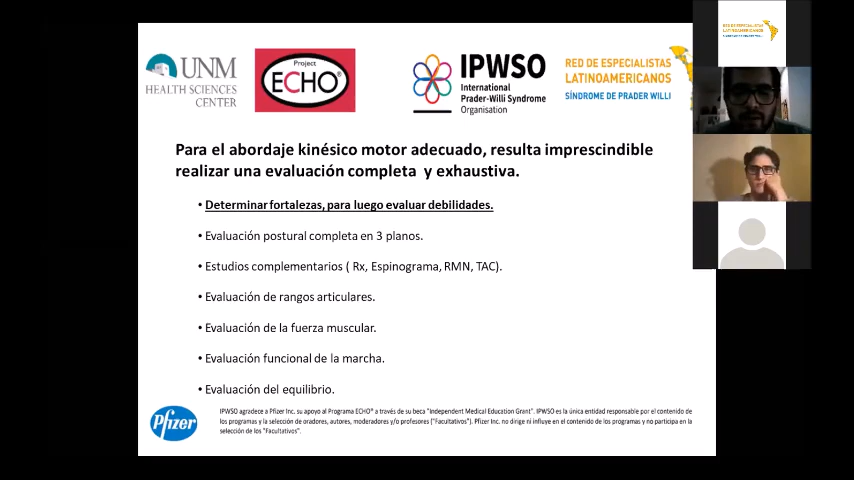 UNM
HEALTH SCIENCES
CENTER
Project
ECHO®
IPWSO
International
Prader-Willi Syndrome
Organisation
RED DE ESPECIALISTAS
LATINOAMERICANOS
SÍNDROME DE PRADER WILLI
RED DE ESPECIALISTAS
LATINOAMERICANOS
Para el abordaje kinésico motor adecuado, resulta imprescindible
realizar una evaluación completa y exhaustiva.
• Determinar fortalezas, para luego evaluar debilidades.
• Evaluación postural completa en 3 planos.
• Estudios complementarios ( Rx, Espinograma, RMN, TAC).
• Evaluación de rangos articulares.
• Evaluación de la fuerza muscular.
• Evaluación funcional de la marcha.
• Evaluación del equilibrio.
Pfizer
IPWSO agradece a Pfizer Inc. su apoyo al Programa ECHO® a través de su beca "Independent Medical Education Grant". IPWSO es la única entidad responsable por el contenido de
los programas y la selección de oradores, autores, moderadores y/o profesores ("Facultativos"). Pfizer Inc. no dirige ni influye en el contenido de los programas y no participa en la
selección de los "Facultativos".